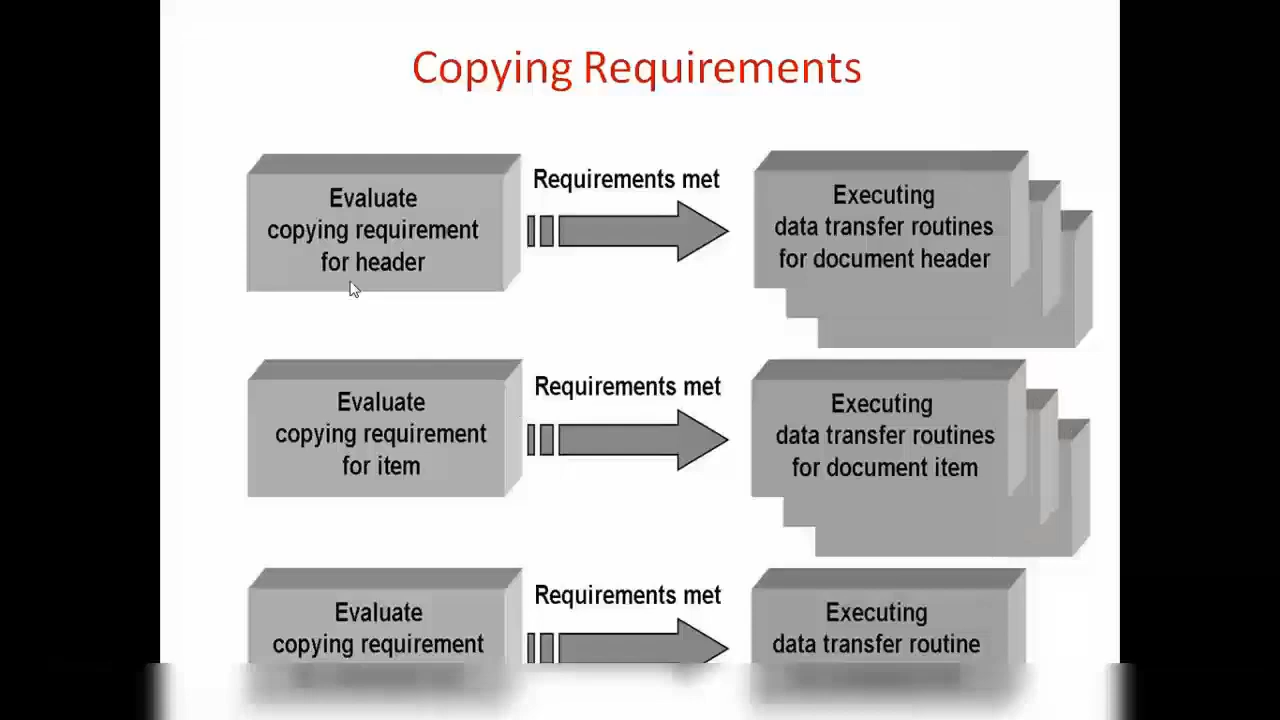 Copying Requirements
Evaluate
copying requirement
for header
Requirements met
Executing
data transfer routines
for document header
Evaluate
copying requirement
for item
Requirements met
Executing
data transfer routines
for document item
Evaluate
copying requirement
Requirements met
Executing
data transfer routine